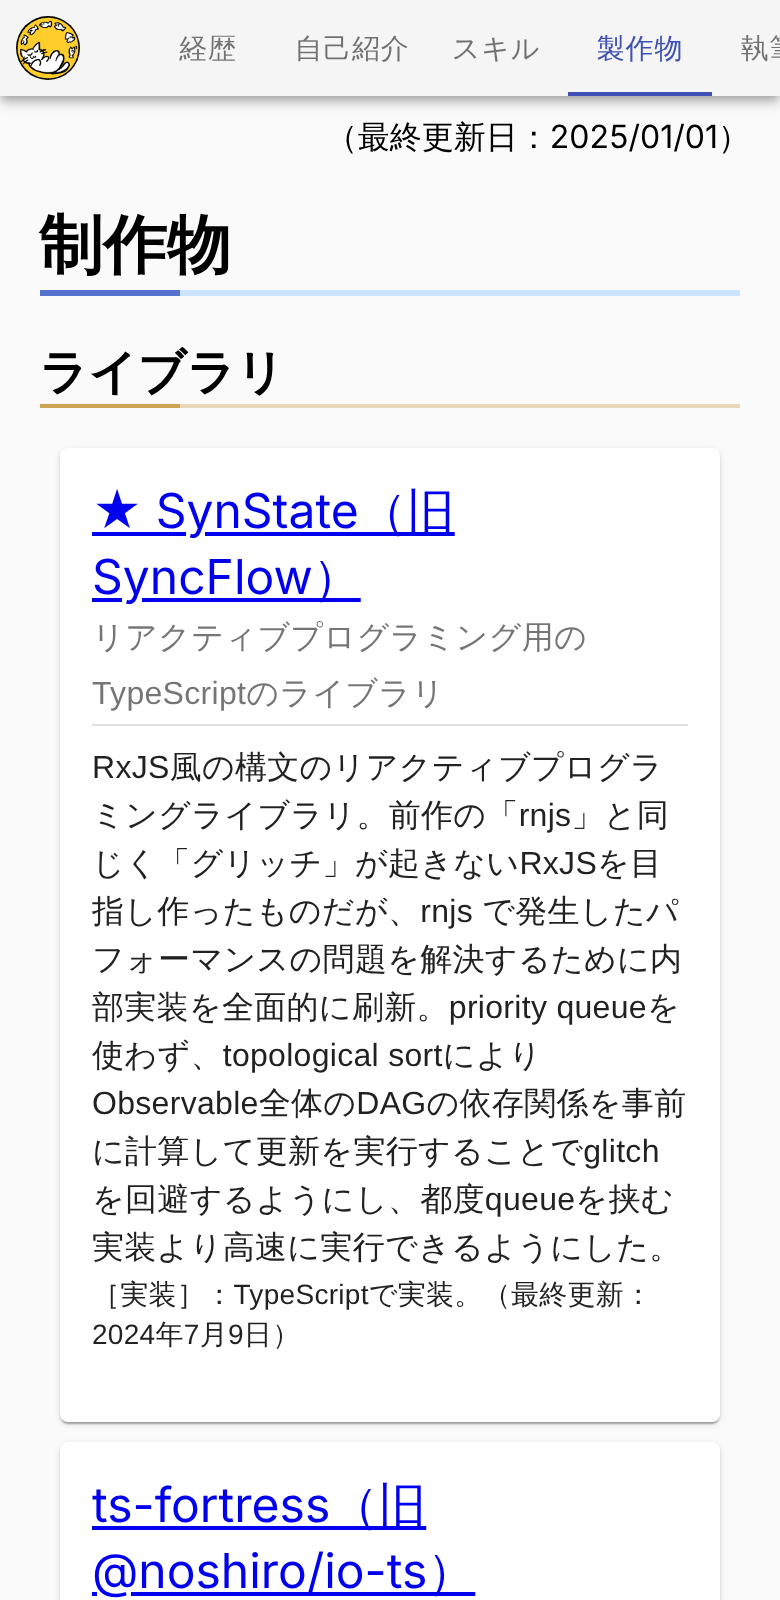 経歴 自己紹介 スキル 製作物
（最終更新日：2025/01/01）
制作物
ライブラリ
★ SynState（旧
SyncFlow）
リアクティブプログラミング用の
TypeScriptのライブラリ
RxJS風の構文のリアクティブプログラ
ミングライブラリ。前作の「rnjs」と同
じく「グリッチ」が起きないRxJSを目
指し作ったものだが、rnjs で発生したパ
フォーマンスの問題を解決するために内
部実装を全面的に刷新。priority queueを
使わず、topological sortにより
Observable全体のDAGの依存関係を事前
に計算して更新を実行することでglitch
を回避するようにし、都度queueを挟む
実装より高速に実行できるようにした。
［実装］：TypeScriptで実装。（最終更新：
2024年7月9日）
ts-fortress（旧
@noshiro/io-ts）